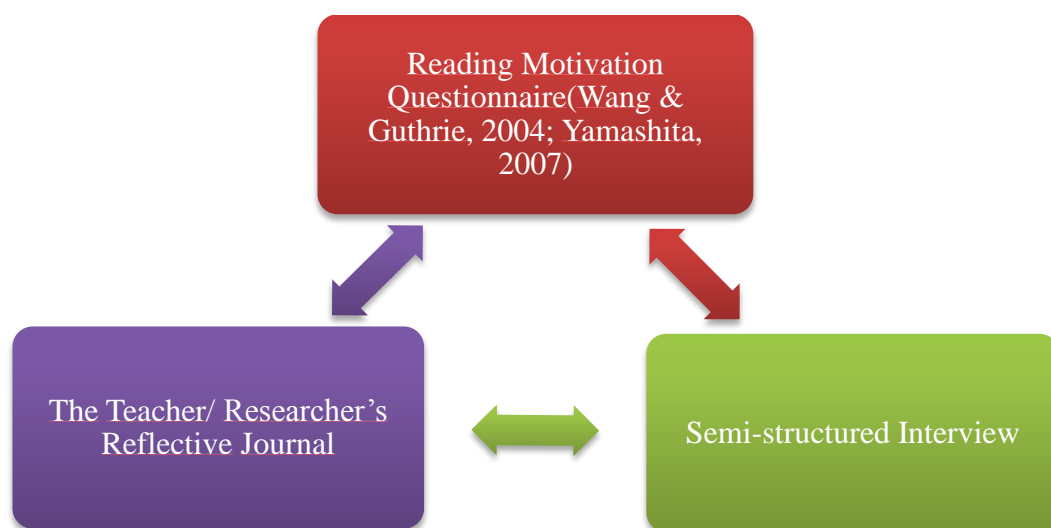 Reading Motivation
Questionnaire(Wang &
Guthrie, 2004; Yamashita,
2007)
The Teacher/ Researcher’s
Reflective Journal
Semi-structured Interview